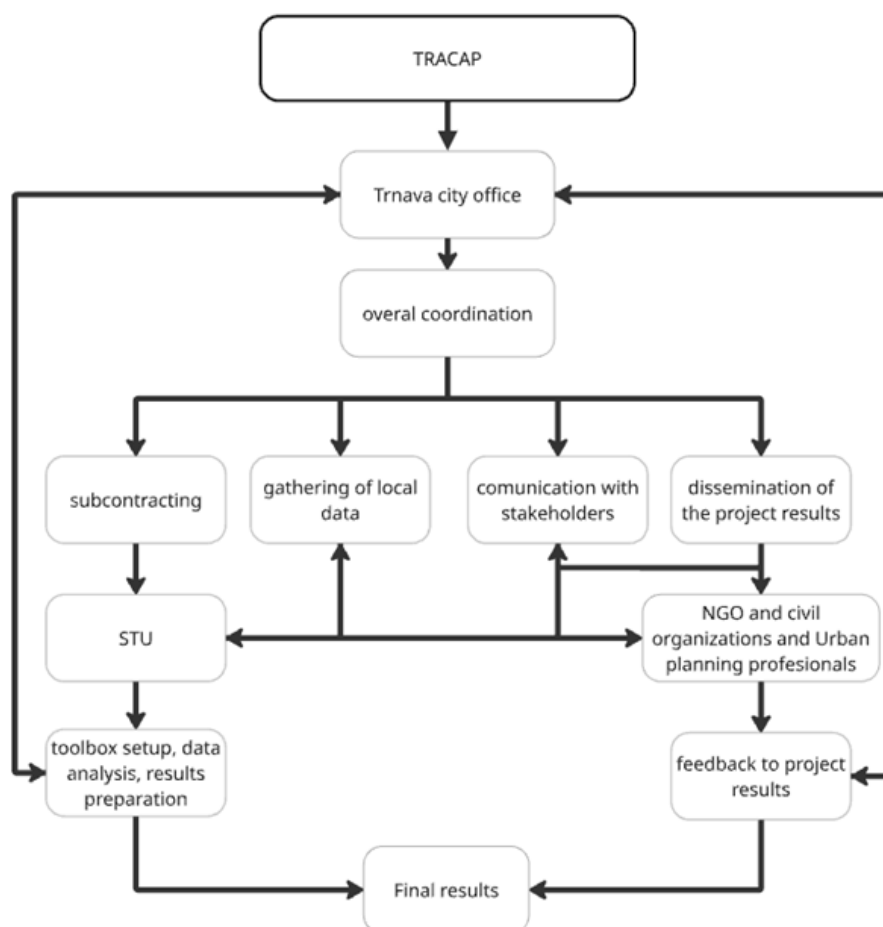 TRACAP
Trnava city office
overal coordination
subcontracting
gathering of local
data
comunication with
stakeholders
dissemination of
the project results
STU
NGO and civil
organizations and Urban
planning profesionals
toolbox setup, data
analysis, results
preparation
feedback to project
results
Final results